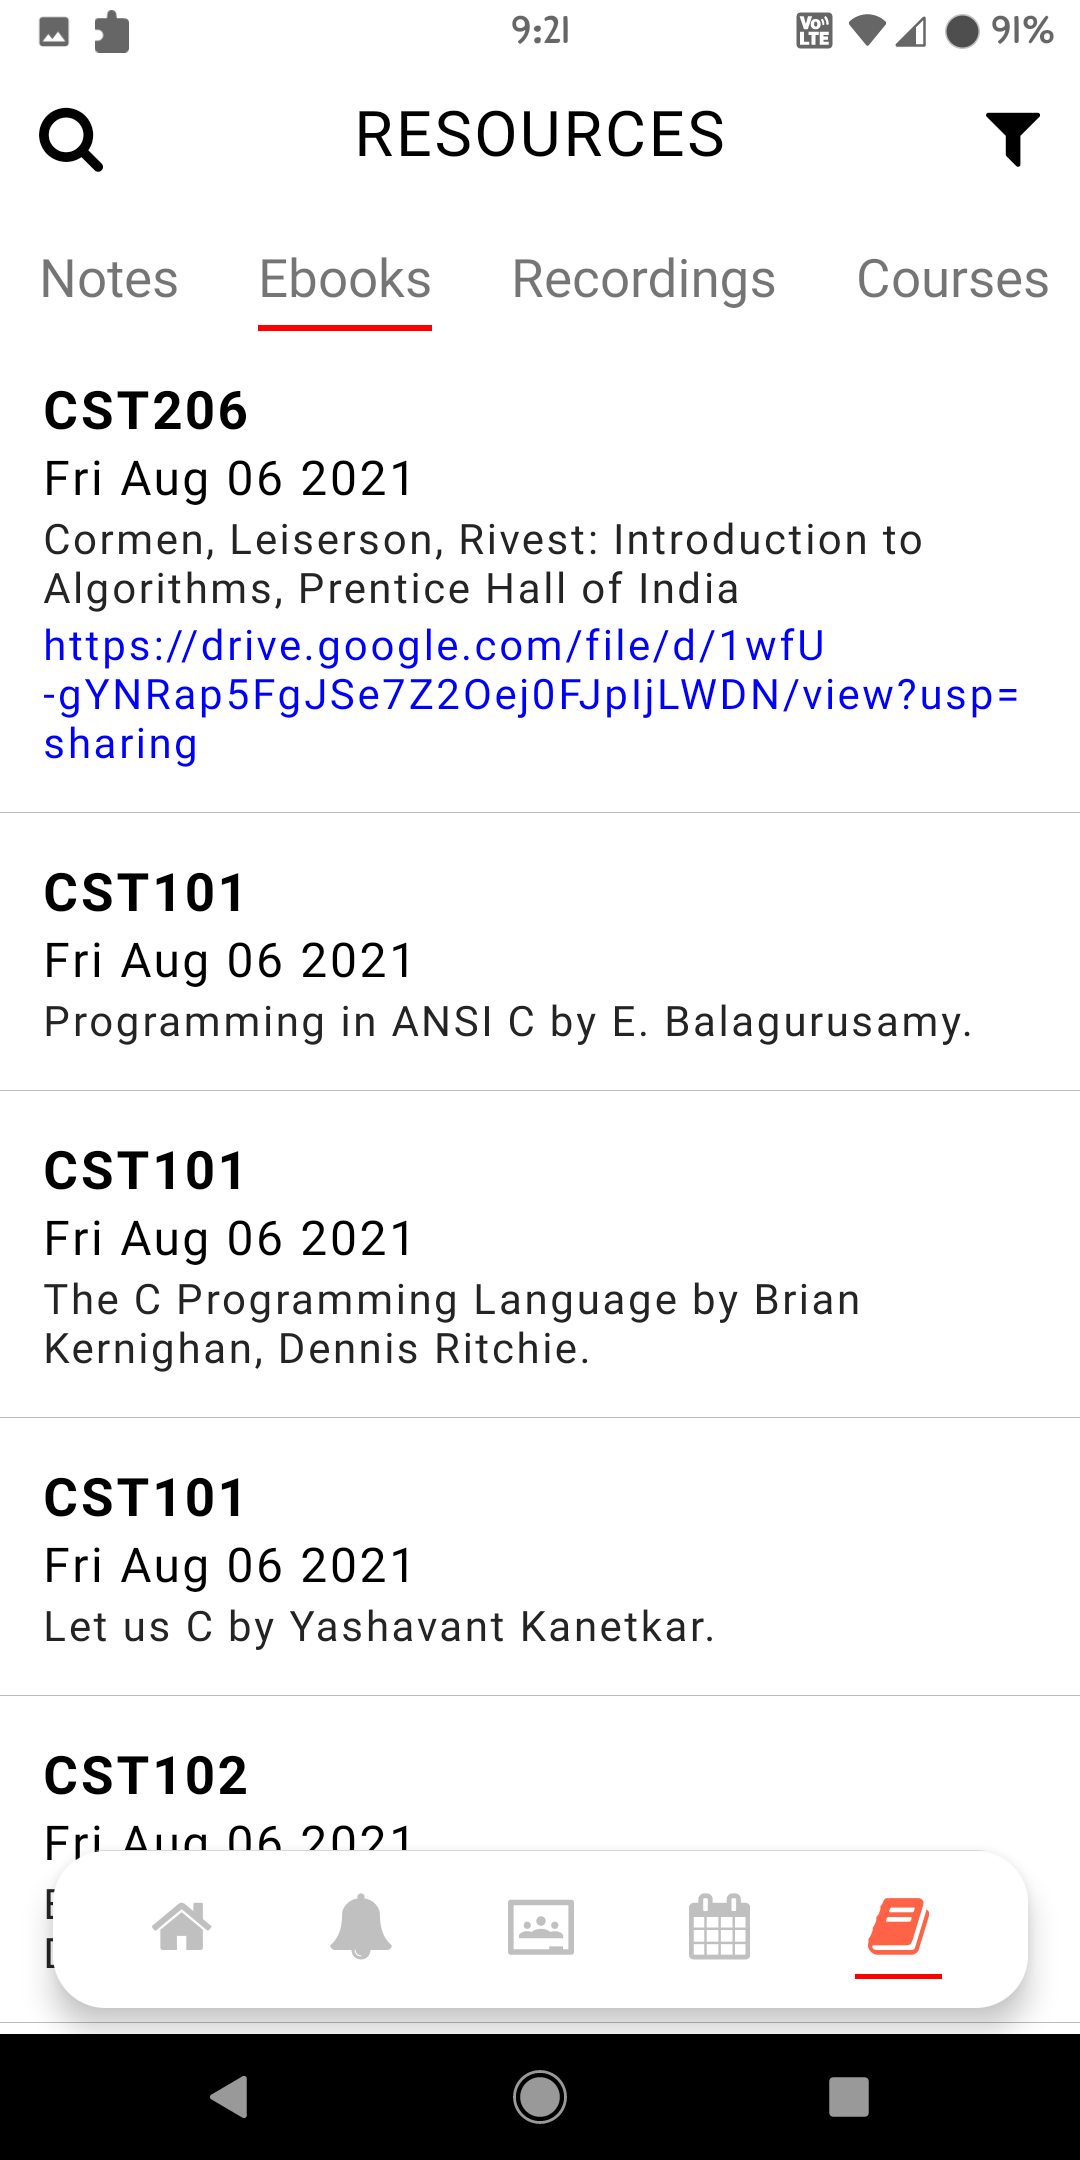 9:21
Vo LTE
91%
RESOURCES
Notes
Ebooks
Recordings
Courses
CST206
Fri Aug 06 2021
Cormen, Leiserson, Rivest: Introduction to
Algorithms, Prentice Hall of India
https://drive.google.com/file/d/1wfU
-gYNRap5FgJSe7Z2Oej0FJpIjLWDN/view?usp=
sharing
CST101
Fri Aug 06 2021
Programming in ANSI C by E. Balagurusamy.
CST101
Fri Aug 06 2021
The C Programming Language by Brian
Kernighan, Dennis Ritchie.
CST101
Fri Aug 06 2021
Let us C by Yashavant Kanetkar.
CST102
Fri Aug 06 2021